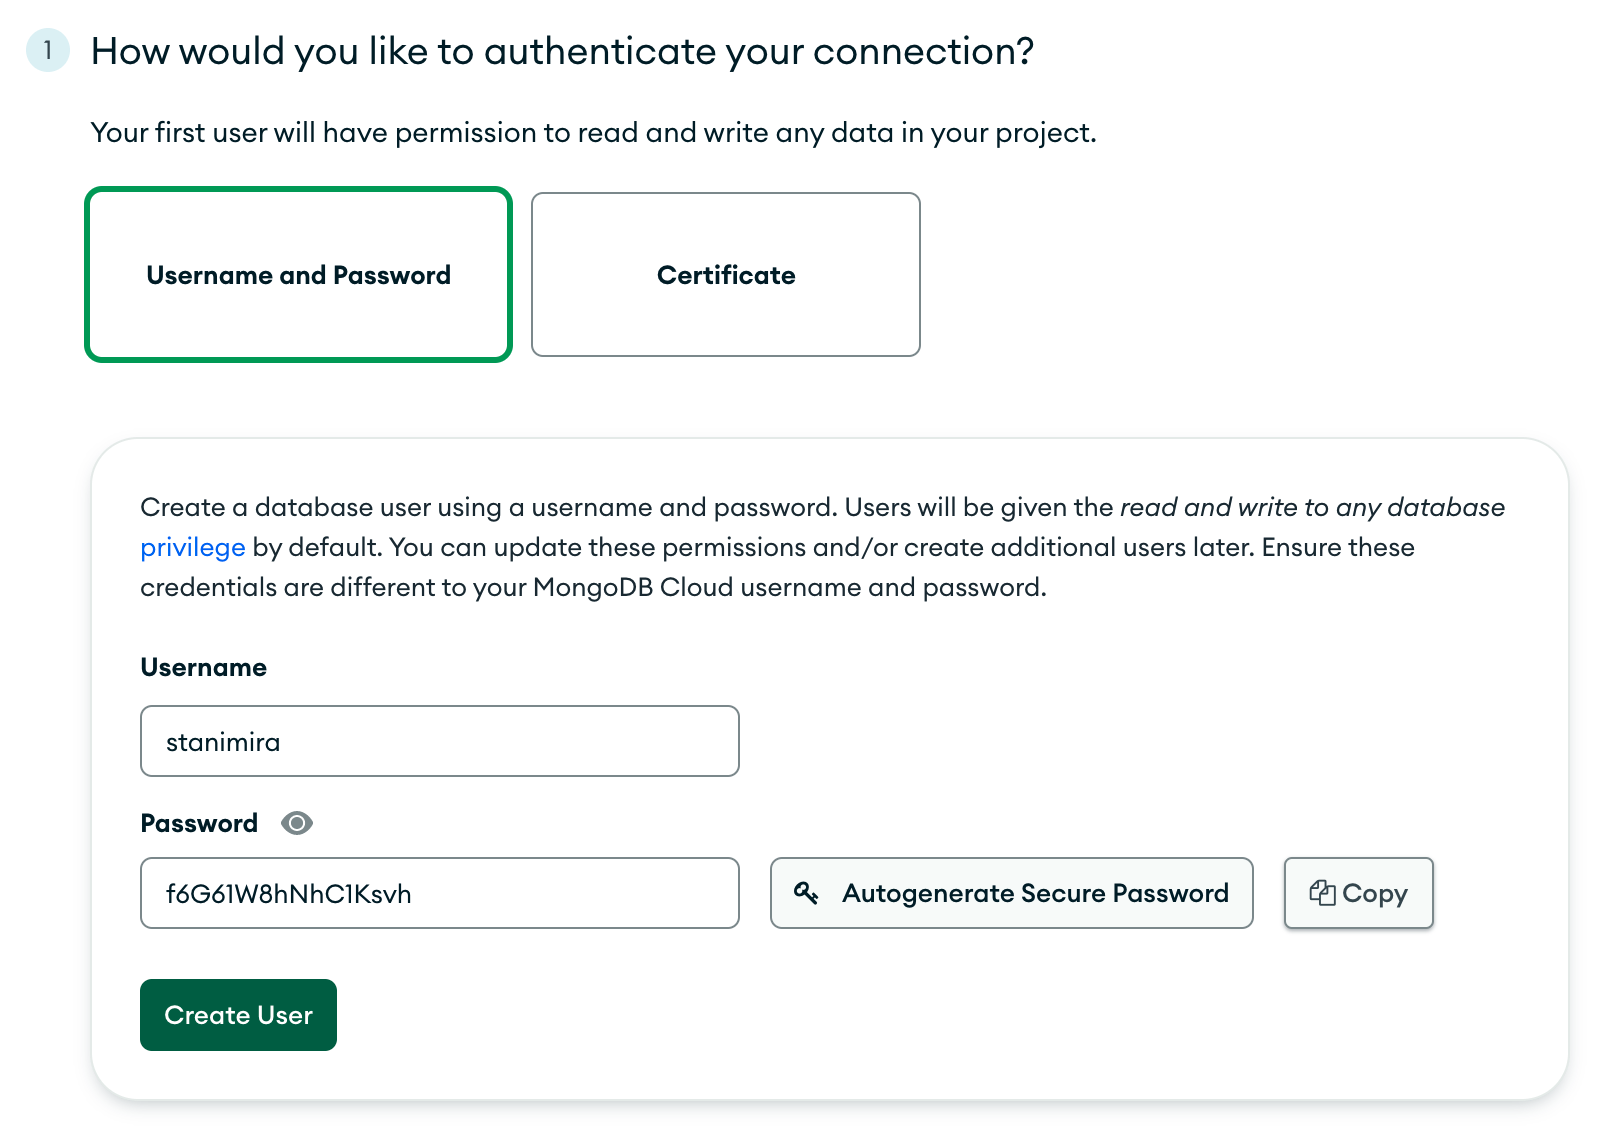 1
How would you like to authenticate your connection?
Your first user will have permission to read and write any data in your project.
Username and Password
Certificate
Create a database user using a username and password. Users will be given the read and write to any database
privilege by default. You can update these permissions and/or create additional users later. Ensure these
credentials are different to your MongoDB Cloud username and password.
Username
stanimira
Password
f6G61W8hNhC1Ksvh
Autogenerate Secure Password
Copy
Create User